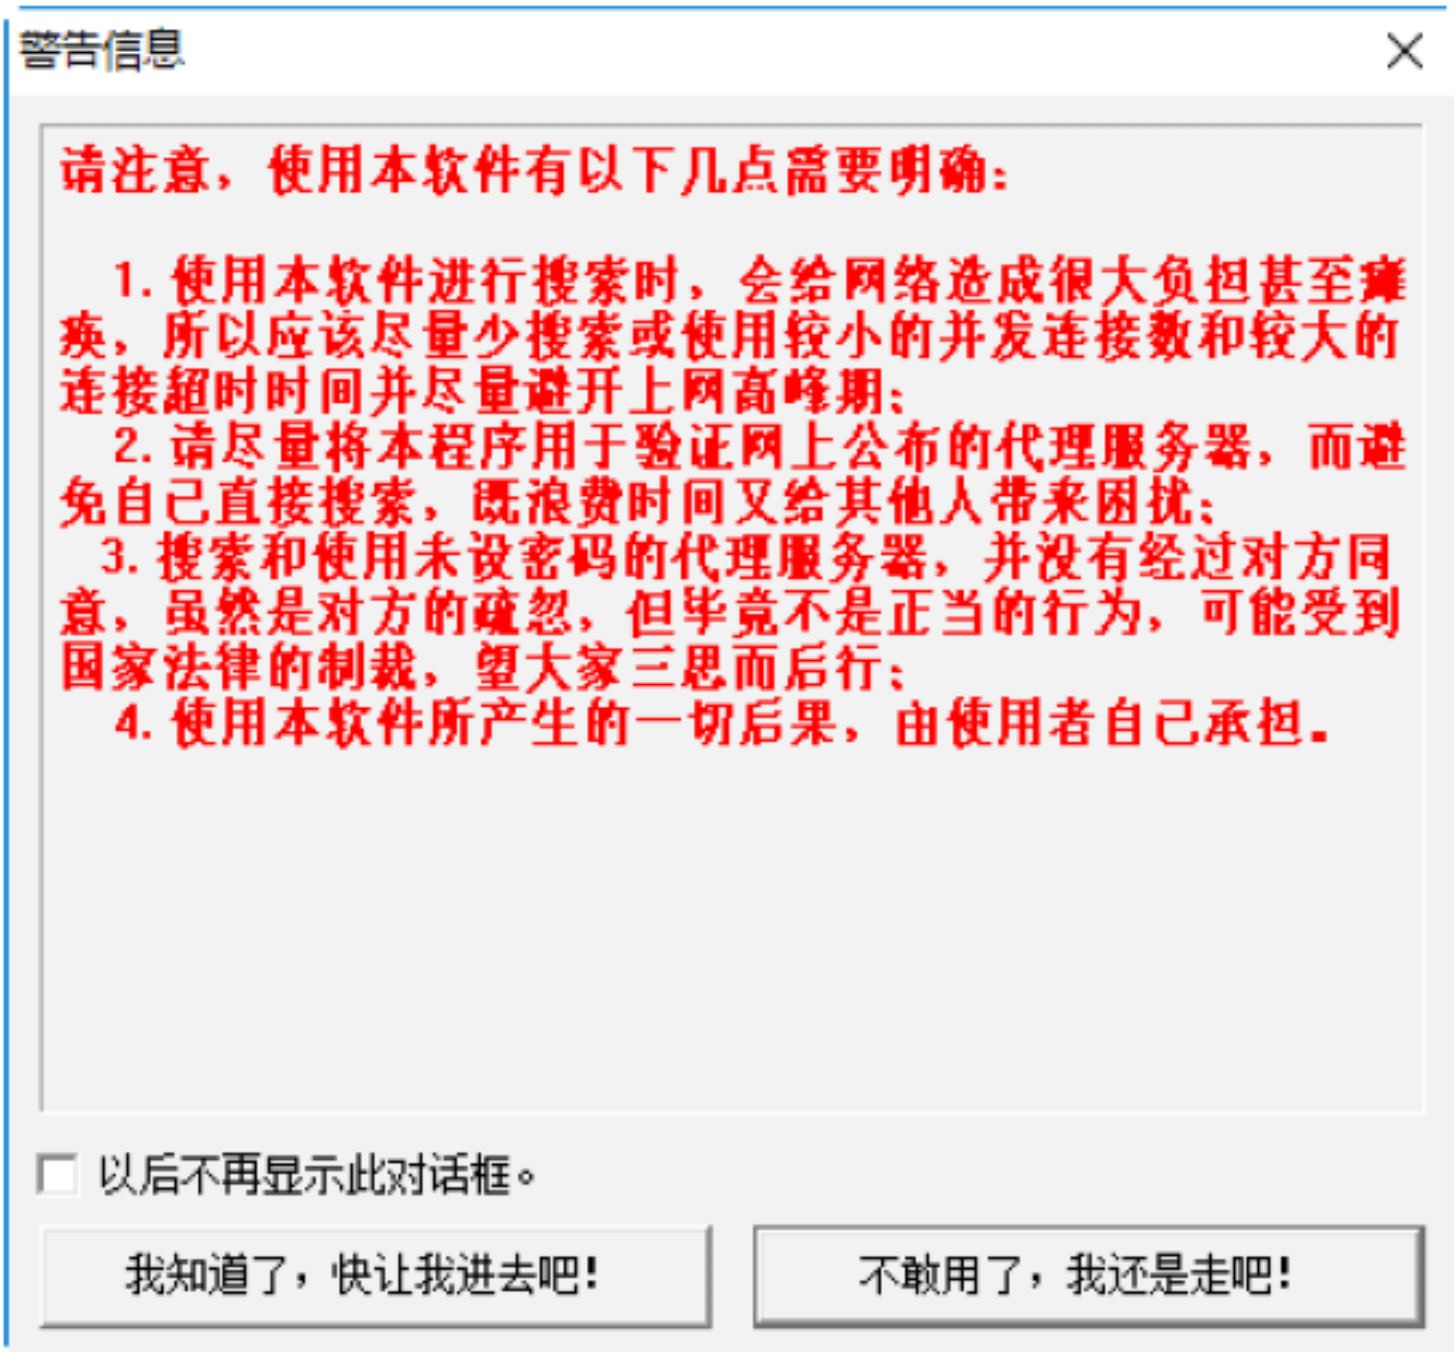 警告信息
请注意，使用本软件有以下几点需要明确：
1.使用本软件进行搜索时，会给网络造成很大负担甚至瘫
痪，所以应该尽量少搜索或使用较小的并发连接数和较大的
连接超时时间并尽量避开上网高峰期；
2.请尽量将本程序用于验证网上公布的代理服务器，而避
免自己直接搜索，既浪费时间又给其他人带来困扰；
3.搜索和使用未设密码的代理服务器，并没有经过对方同
意，虽然是对方的疏忽，但毕竟不是正当的行为，可能受到
国家法律的制裁，望大家三思而后行；
4.使用本软件所产生的一切后果，由使用者自己承担。
以后不再显示此对话框。
我知道了，快让我进去吧！
不敢用了，我还是走吧！